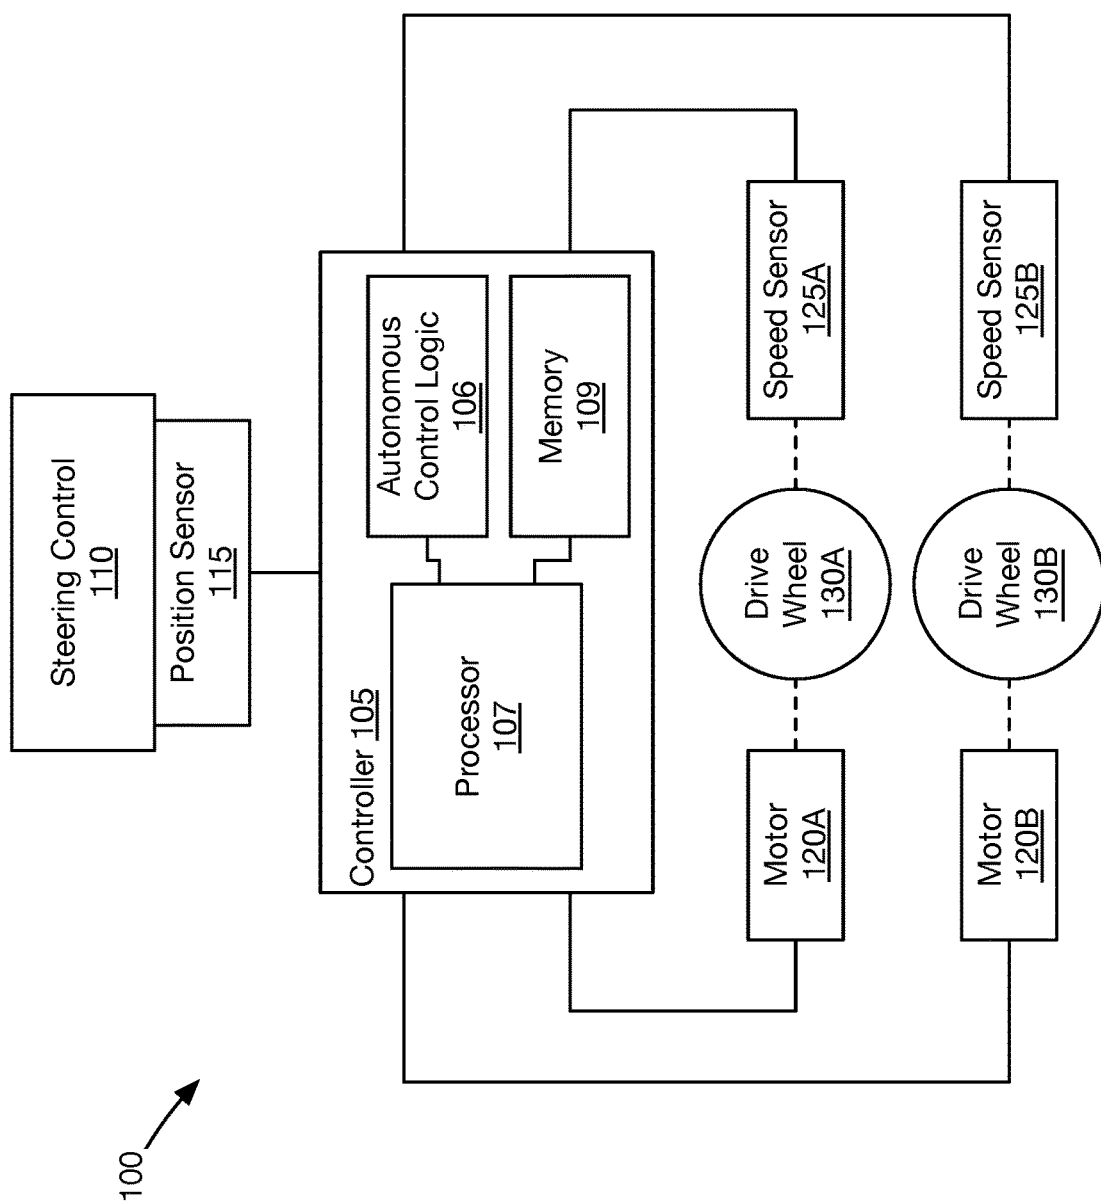 100
Steering Control
110
Position Sensor
115
Controller 105
Processor
107
Autonomous
Control Logic
106
Memory
109
Motor
120A
Drive
Wheel
130A
Speed Sensor
125A
Motor
120B
Drive
Wheel
130B
Speed Sensor
125B